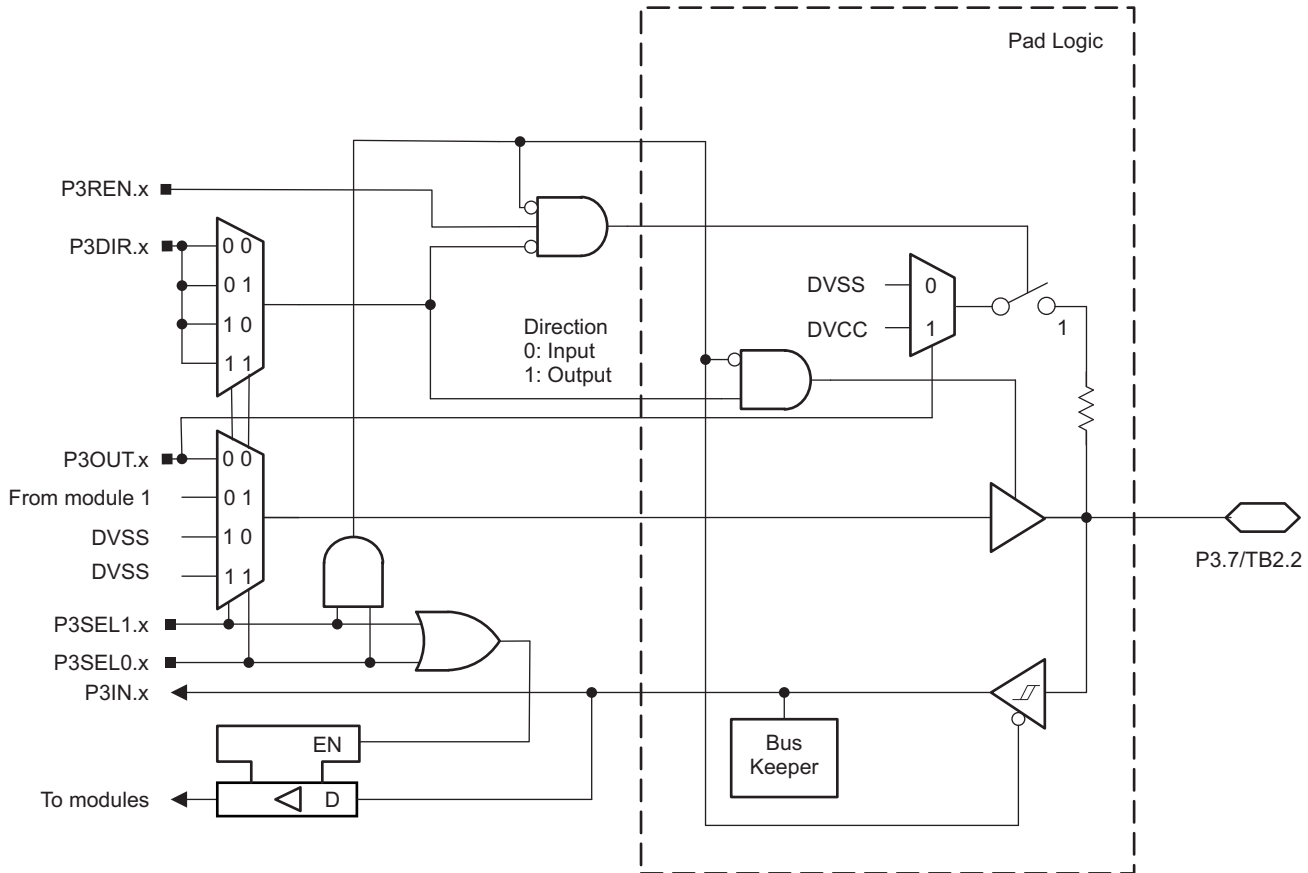 Pad Logic
P3REN.x
P3DIR.x
0 0
0 1
1 0
1 1
Direction
0: Input
1: Output
DVSS
0
DVCC
1
1
P3OUT.x
0 0
From module 1
0 1
DVSS
1 0
DVSS
1 1
P3.7/TB2.2
P3SEL1.x
P3SEL0.x
P3IN.x
EN
D
To modules
Bus
Keeper